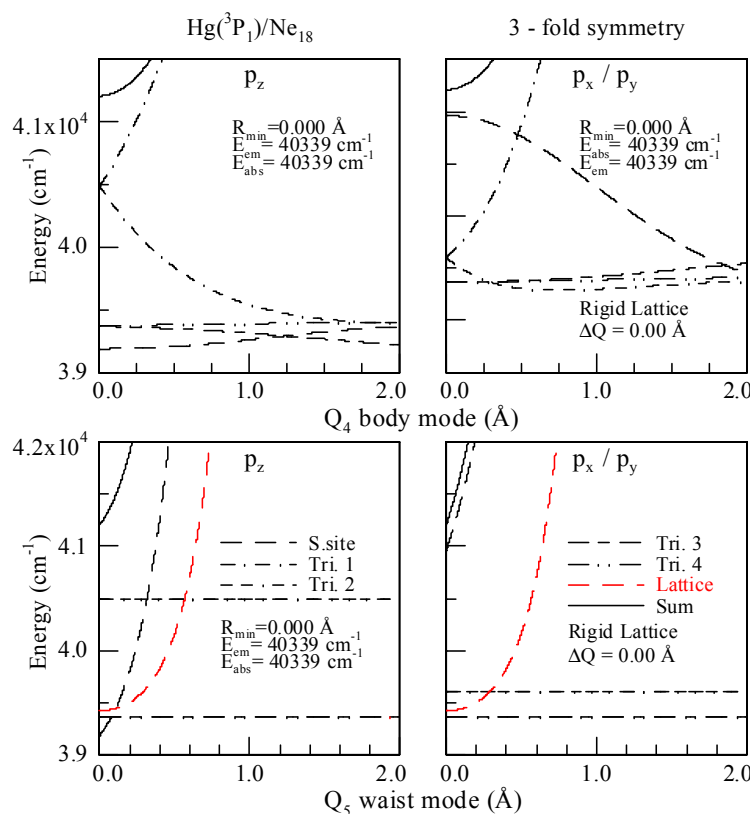 Hg(³P₁)/Ne₁₈
3 - fold symmetry
p_z
R_min=0.000 Å
E_em= 40339 cm⁻¹
E_abs= 40339 cm⁻¹
4.1x10⁴
4.0
3.9
Energy (cm⁻¹)
0.0 1.0 2.0
p_x / p_y
R_min=0.000 Å
E_abs= 40339 cm⁻¹
E_em= 40339 cm⁻¹
Rigid Lattice
ΔQ = 0.00 Å
0.0 1.0 2.0
Q₄ body mode (Å)
4.2x10⁴
4.1
4.0
3.9
Energy (cm⁻¹)
p_z
S.site
Tri. 1
Tri. 2
R_min=0.000 Å
E_em= 40339 cm⁻¹
E_abs= 40339 cm⁻¹
0.0 1.0 2.0
p_x / p_y
Tri. 3
Tri. 4
Lattice
Sum
Rigid Lattice
ΔQ = 0.00 Å
0.0 1.0 2.0
Q₅ waist mode (Å)